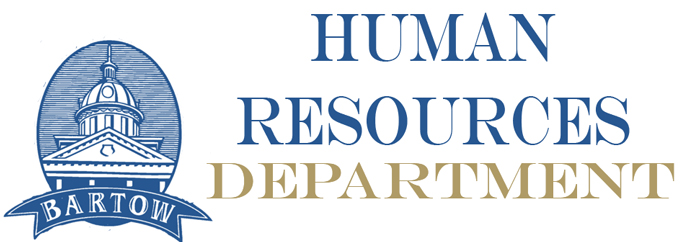 HUMAN
RESOURCES
DEPARTMENT
BARTOW